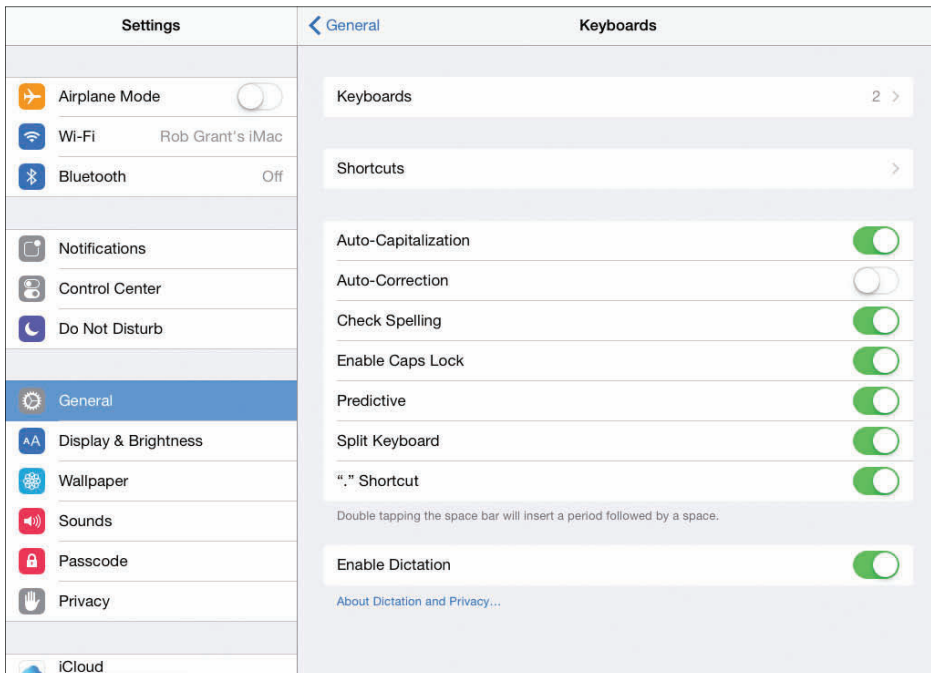 Settings
Airplane Mode
Wi-Fi Rob Grant's iMac
Bluetooth Off
Notifications
Control Center
Do Not Disturb
General
AA Display & Brightness
Wallpaper
Sounds
Passcode
Privacy
iCloud
General Keyboards
Keyboards 2
Shortcuts
Auto-Capitalization
Auto-Correction
Check Spelling
Enable Caps Lock
Predictive
Split Keyboard
“.” Shortcut
Double tapping the space bar will insert a period followed by a space.
Enable Dictation
About Dictation and Privacy...